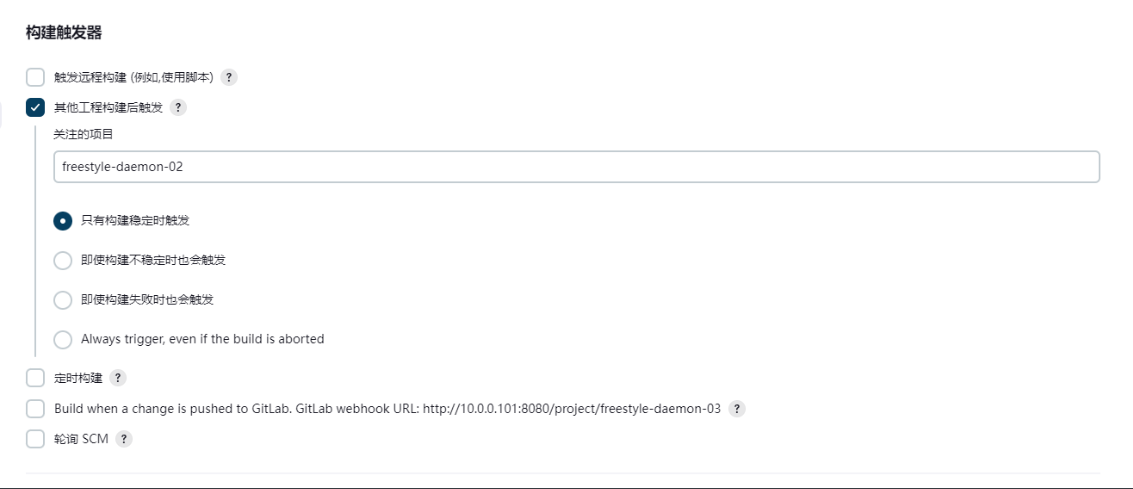 构建触发器
触发远程构建 (例如,使用脚本) ?
其他工程构建后触发 ?
关注的项目
freestyle-daemon-02
只有构建稳定时触发
即使构建不稳定时也会触发
即使构建失败时也会触发
Always trigger, even if the build is aborted
定时构建 ?
Build when a change is pushed to GitLab. GitLab webhook URL: http://10.0.0.101:8080/project/freestyle-daemon-03 ?
轮询 SCM ?